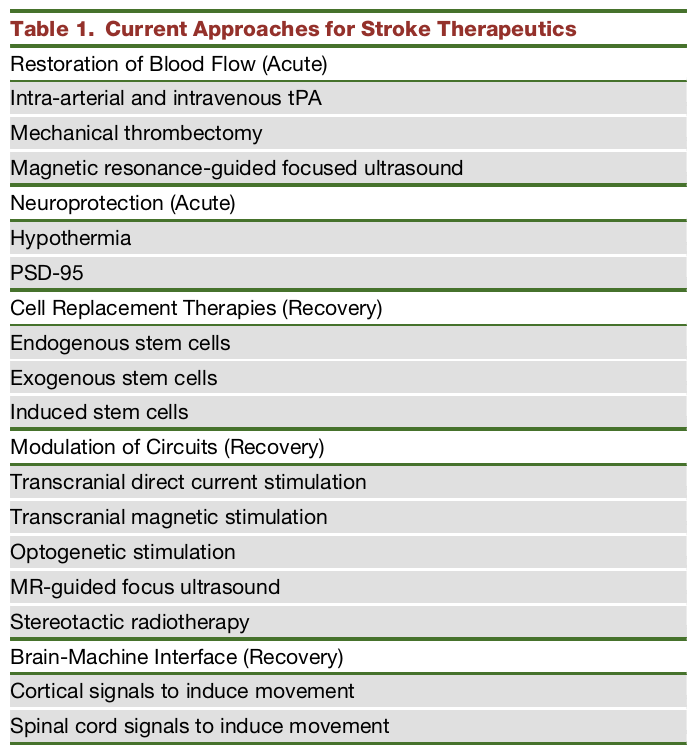 Table 1. Current Approaches for Stroke Therapeutics
Restoration of Blood Flow (Acute)
Intra-arterial and intravenous tPA
Mechanical thrombectomy
Magnetic resonance-guided focused ultrasound
Neuroprotection (Acute)
Hypothermia
PSD-95
Cell Replacement Therapies (Recovery)
Endogenous stem cells
Exogenous stem cells
Induced stem cells
Modulation of Circuits (Recovery)
Transcranial direct current stimulation
Transcranial magnetic stimulation
Optogenetic stimulation
MR-guided focus ultrasound
Stereotactic radiotherapy
Brain-Machine Interface (Recovery)
Cortical signals to induce movement
Spinal cord signals to induce movement